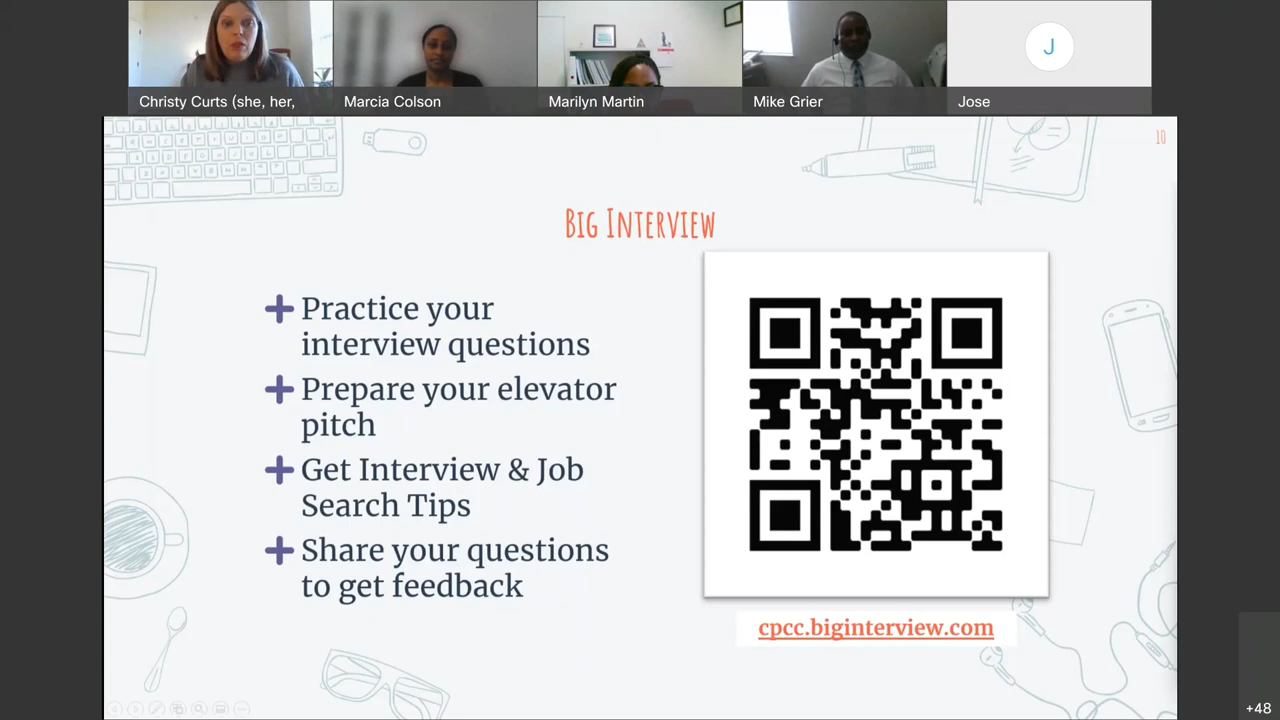 J
Christy Curts (she, her,
Marcia Colson
Marilyn Martin
Mike Grier
Jose
10
Big Interview
Practice your
interview questions
Prepare your elevator
pitch
Get Interview & Job
Search Tips
Share your questions
to get feedback
cpcc.biginterview.com
+48